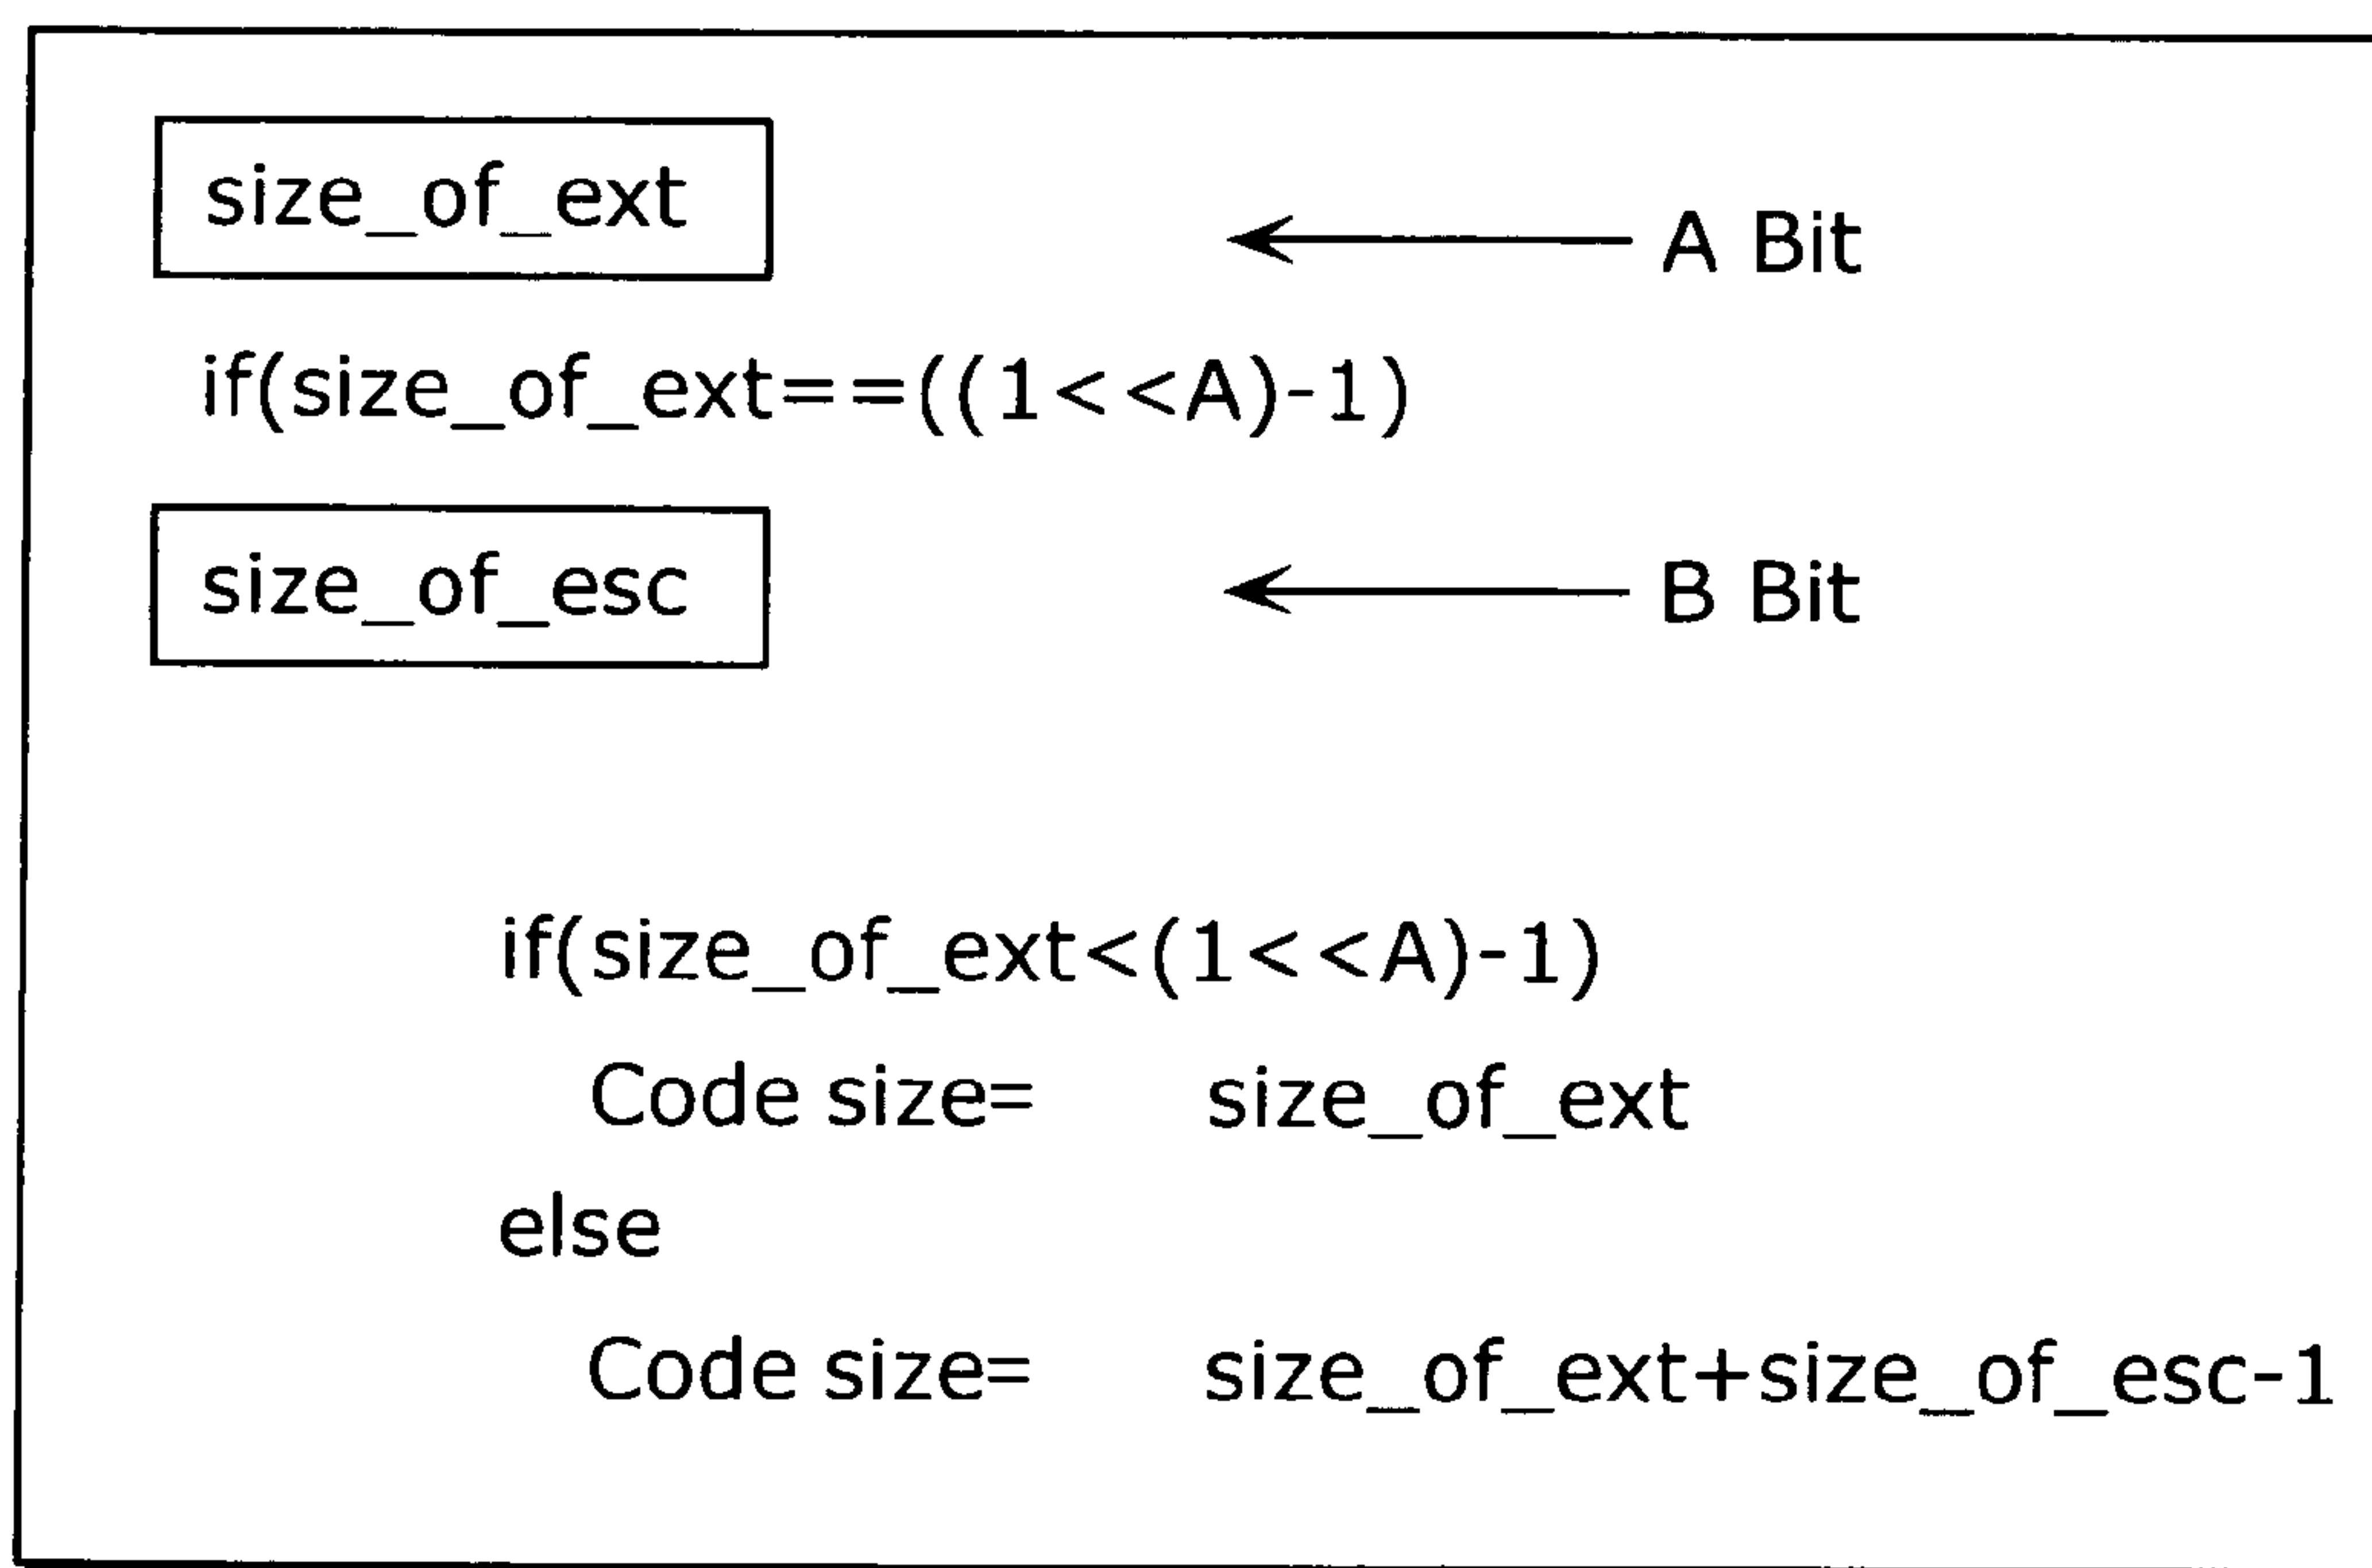 size_of_ext
A Bit
if(size_of_ext==((1<<A)-1)
size_of_esc
B Bit
if(size_of_ext<(1<<A)-1)
Code size= size_of_ext
else
Code size= size_of_ext+size_of_esc-1